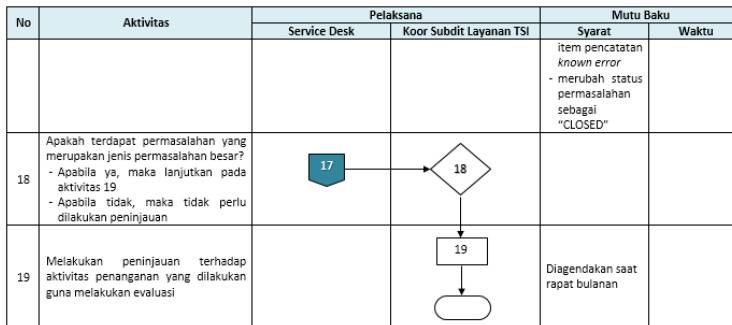 No
Aktivitas
Pelaksana
Mutu Baku
Service Desk
Koor Subdit Layanan TSI
Syarat
Waktu
item pencatatan
known error
- merubah status
permasalahan
sebagai
“CLOSED”
18
Apakah terdapat permasalahan yang
merupakan jenis permasalahan besar?
- Apabila ya, maka lanjutkan pada
aktivitas 19
- Apabila tidak, maka tidak perlu
dilakukan peninjauan
17
18
19
Melakukan peninjauan terhadap
aktivitas penanganan yang dilakukan
guna melakukan evaluasi
19
Diagendakan saat
rapat bulanan